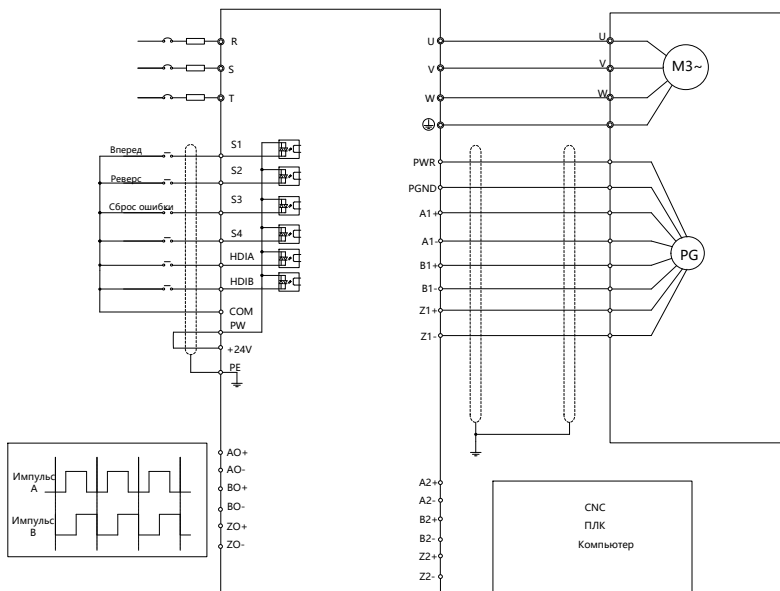 R
S
T
U
V
W
U
V
W
M3~
Вперед
Реверс
Сброс ошибки
S1
S2
S3
S4
HDIA
HDIB
COM
PW
+24V
PE
PWR
PGND
A1+
A1-
B1+
B1-
Z1+
Z1-
PG
Импульс
A
Импульс
B
AO+
AO-
BO+
BO-
ZO+
ZO-
A2+
A2-
B2+
B2-
Z2+
Z2-
CNC
ПЛК
Компьютер